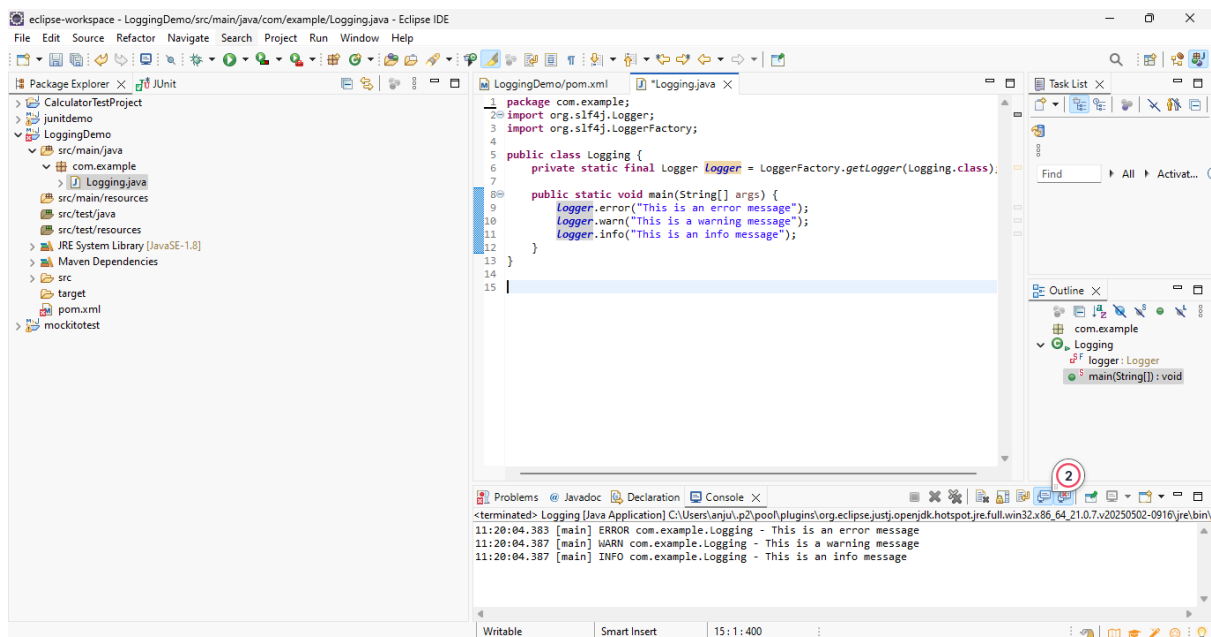 eclipse-workspace - LoggingDemo/src/main/java/com/example/Logging.java - Eclipse IDE
File Edit Source Refactor Navigate Search Project Run Window Help
Package Explorer JUnit
CalculatorTestProject
junitdemo
LoggingDemo
src/main/java
com.example
Logging.java
src/main/resources
src/test/java
src/test/resources
JRE System Library [JavaSE-1.8]
Maven Dependencies
src
target
pom.xml
mockitotest
LoggingDemo/pom.xml *Logging.java
1 package com.example;
2 import org.slf4j.Logger;
3 import org.slf4j.LoggerFactory;
4
5 public class Logging {
6 private static final Logger logger = LoggerFactory.getLogger(Logging.class);
7
8 public static void main(String[] args) {
9 logger.error("This is an error message");
10 logger.warn("This is a warning message");
11 logger.info("This is an info message");
12 }
13 }
14
15
Task List
Find All Activat...
Outline
com.example
Logging
S F logger : Logger
S main(String[]) : void
2
Problems @ Javadoc Declaration Console
<terminated> Logging [Java Application] C:\Users\anju\.p2\pool\plugins\org.eclipse.justj.openjdk.hotspot.jre.full.win32.x86_64_21.0.7.v20250502-0916\jre\bin\
11:20:04.383 [main] ERROR com.example.Logging - This is an error message
11:20:04.387 [main] WARN com.example.Logging - This is a warning message
11:20:04.387 [main] INFO com.example.Logging - This is an info message
Writable Smart Insert 15 : 1 : 400